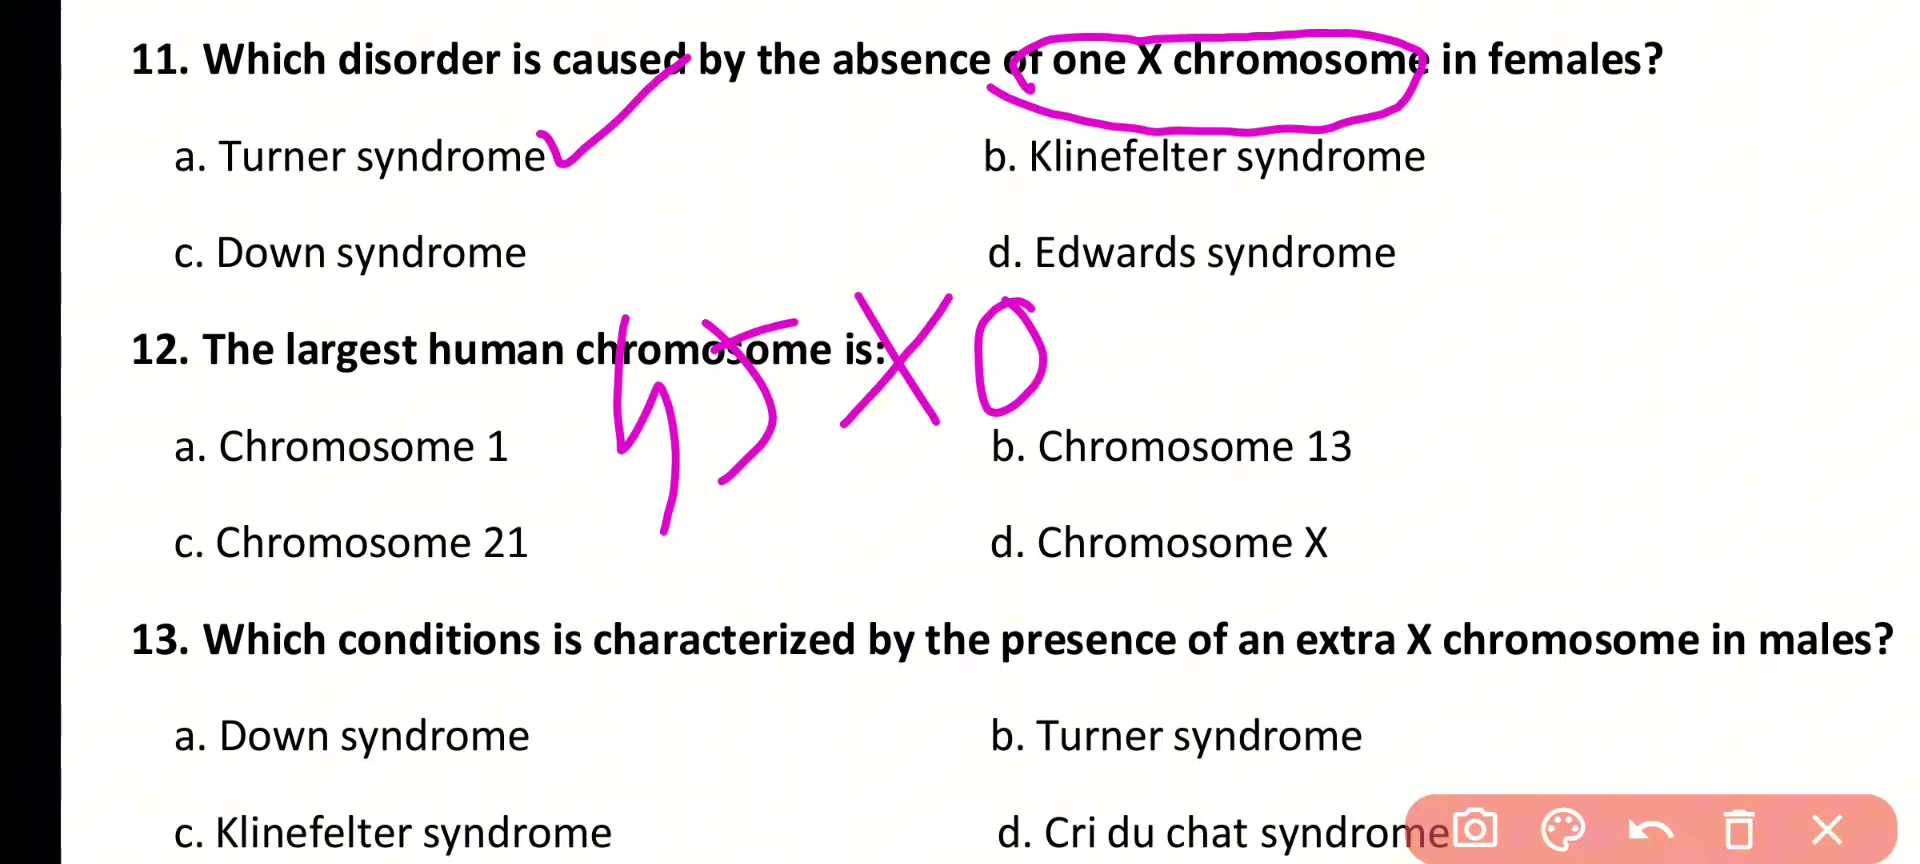 11. Which disorder is caused by the absence of one X chromosome in females?
a. Turner syndrome
b. Klinefelter syndrome
c. Down syndrome
d. Edwards syndrome
45 X0
12. The largest human chromosome is:
a. Chromosome 1
b. Chromosome 13
c. Chromosome 21
d. Chromosome X
13. Which conditions is characterized by the presence of an extra X chromosome in males?
a. Down syndrome
b. Turner syndrome
c. Klinefelter syndrome
d. Cri du chat syndrome